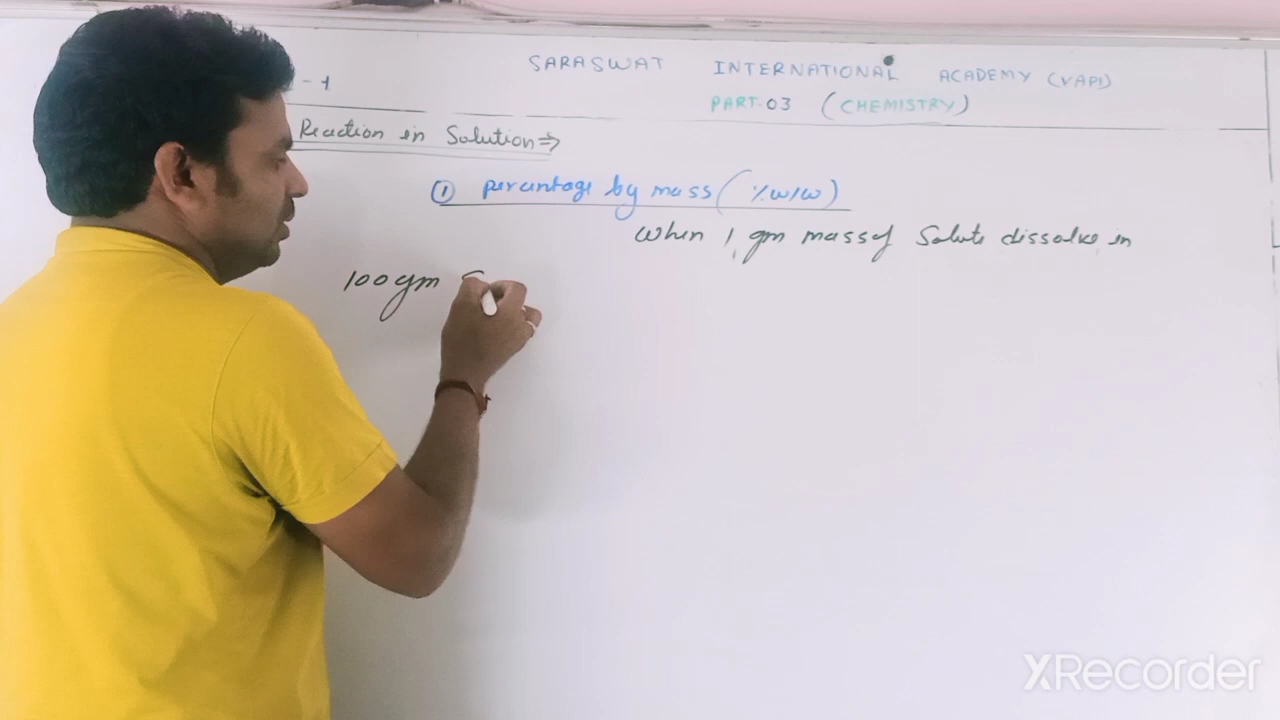 SARASWAT INTERNATIONAL ACADEMY (VAPI)
- 1
PART-03 (CHEMISTRY)
Reaction in Solution ⇒
① percentage by mass (% w/w)
When 1 gm mass of Solute dissolve in
100 gm S
XRecorder